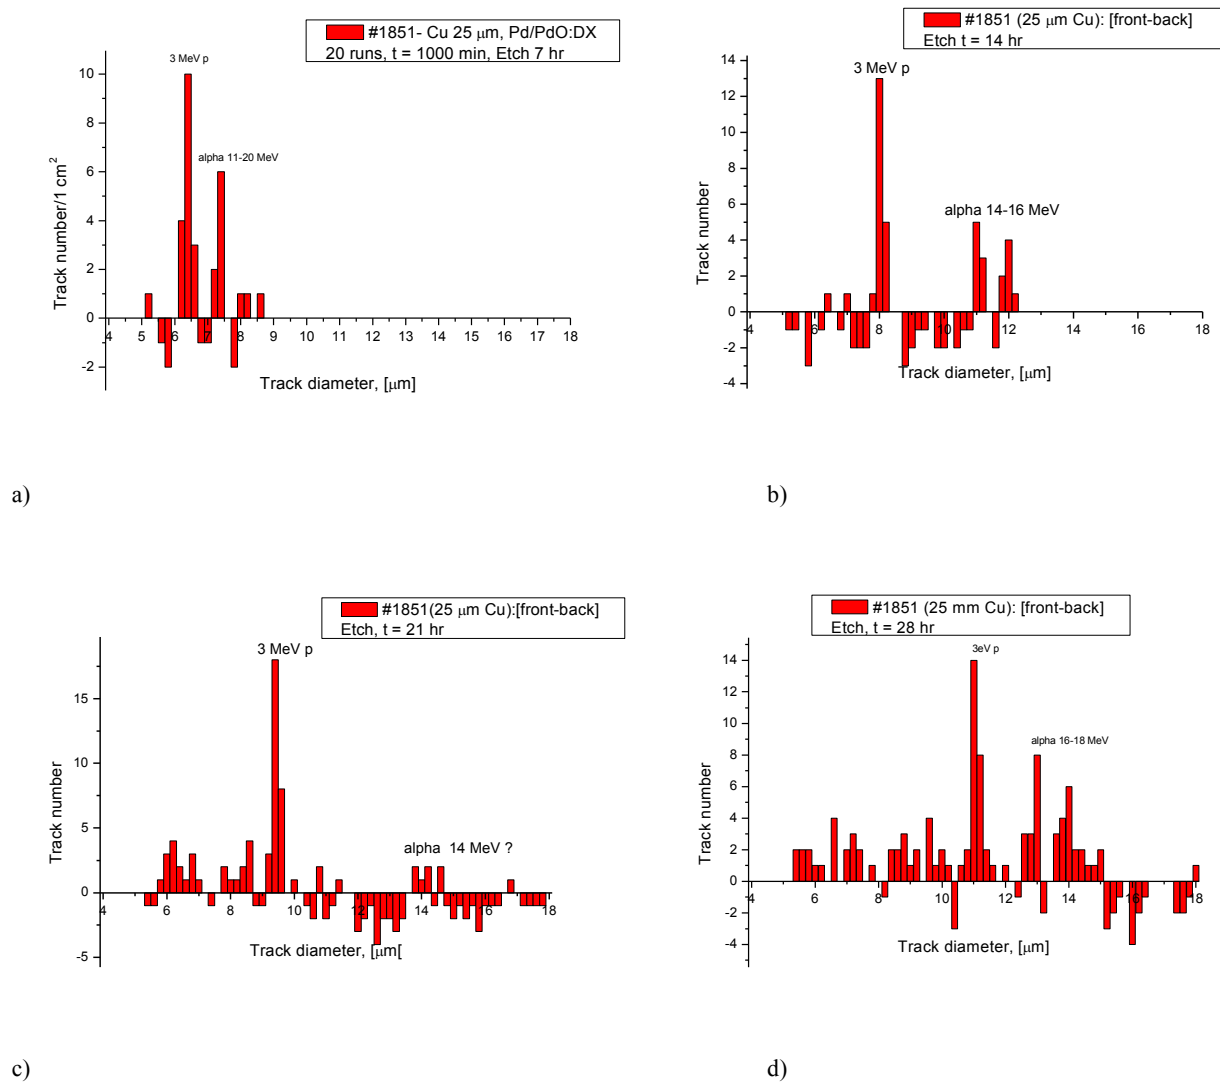 #1851- Cu 25 μm, Pd/PdO:DX
20 runs, t = 1000 min, Etch 7 hr
3 MeV p
alpha 11-20 MeV
Track number/1 cm²
10
8
6
4
2
0
-2
4 5 6 7 8 9 10 11 12 13 14 15 16 17 18
Track diameter, [μm]
a)
#1851 (25 μm Cu): [front-back]
Etch t = 14 hr
3 MeV p
alpha 14-16 MeV
Track number
14
12
10
8
6
4
2
0
-2
-4
4 6 8 10 12 14 16 18
Track diameter, [μm]
b)
#1851(25 μm Cu):[front-back]
Etch, t = 21 hr
3 MeV p
alpha 14 MeV ?
Track number
15
10
5
0
-5
4 6 8 10 12 14 16 18
Track diameter, [μm[
c)
#1851 (25 mm Cu): [front-back]
Etch, t = 28 hr
3eV p
alpha 16-18 MeV
Track number
14
12
10
8
6
4
2
0
-2
-4
4 6 8 10 12 14 16 18
Track diameter, [μm]
d)